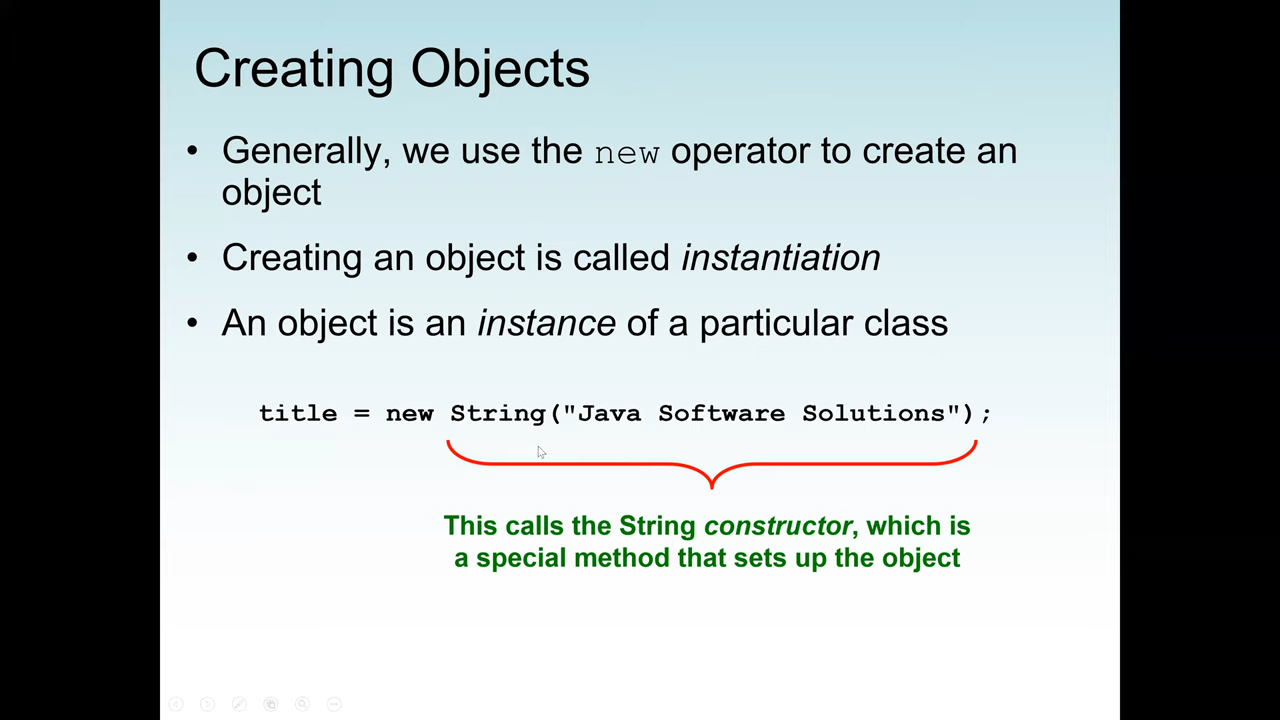 Creating Objects
• Generally, we use the new operator to create an
object
• Creating an object is called instantiation
• An object is an instance of a particular class
title = new String("Java Software Solutions");
This calls the String constructor, which is
a special method that sets up the object